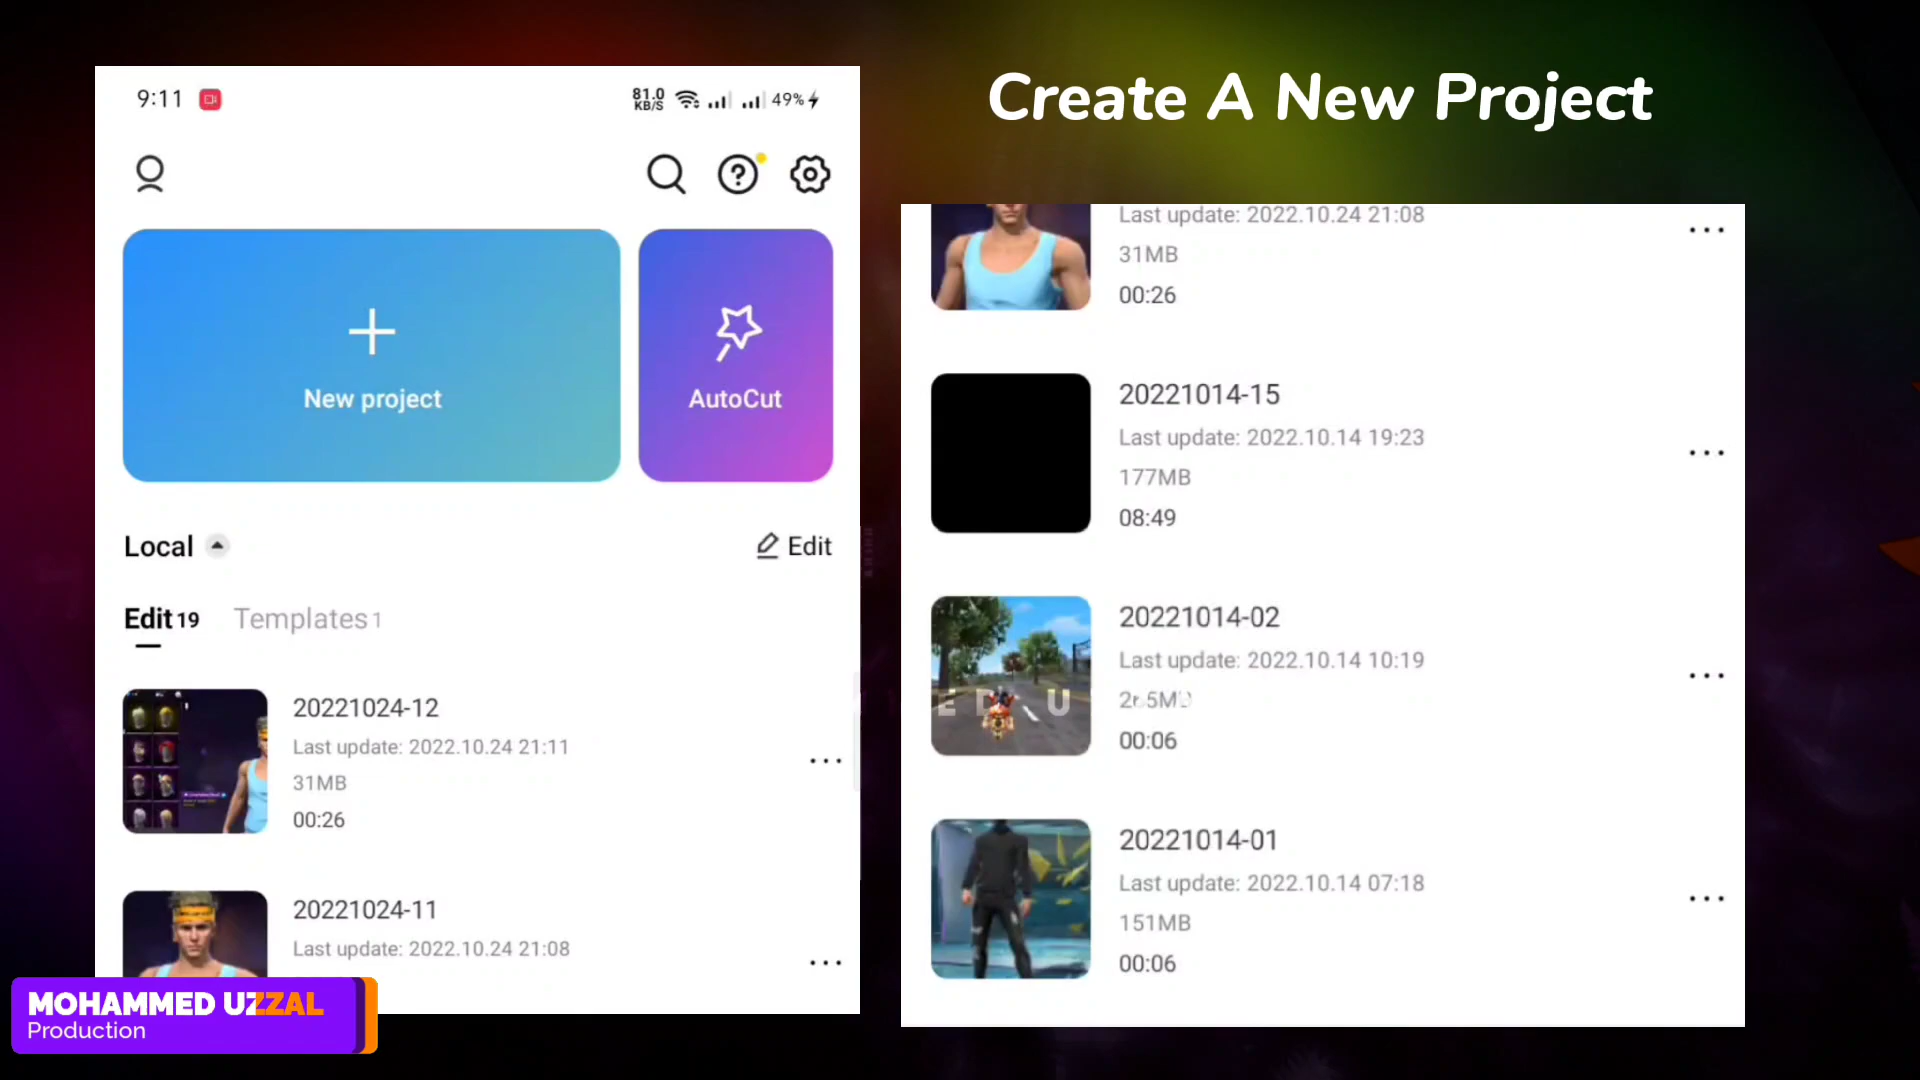 Create A New Project
9:11
81.0
KB/S
49%
New project
AutoCut
Local
Edit
Edit 19
Templates 1
20221024-12
Last update: 2022.10.24 21:11
31MB
00:26
20221024-11
Last update: 2022.10.24 21:08
MOHAMMED UZZAL
Production
Last update: 2022.10.24 21:08
31MB
00:26
20221014-15
Last update: 2022.10.14 19:23
177MB
08:49
20221014-02
Last update: 2022.10.14 10:19
00:06
20221014-01
Last update: 2022.10.14 07:18
151MB
00:06